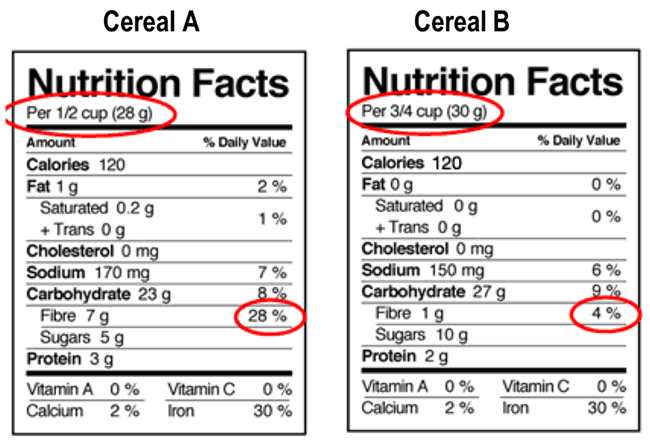 Cereal A
Nutrition Facts
Per 1/2 cup (28 g)
Amount % Daily Value
Calories 120
Fat 1 g 2 %
Saturated 0.2 g
+ Trans 0 g
1 %
Cholesterol 0 mg
Sodium 170 mg 7 %
Carbohydrate 23 g 8 %
Fibre 7 g 28 %
Sugars 5 g
Protein 3 g
Vitamin A 0 % Vitamin C 0 %
Calcium 2 % Iron 30 %
Cereal B
Nutrition Facts
Per 3/4 cup (30 g)
Amount % Daily Value
Calories 120
Fat 0 g 0 %
Saturated 0 g
+ Trans 0 g
0 %
Cholesterol 0 mg
Sodium 150 mg 6 %
Carbohydrate 27 g 9 %
Fibre 1 g 4 %
Sugars 10 g
Protein 2 g
Vitamin A 0 % Vitamin C 0 %
Calcium 2 % Iron 30 %